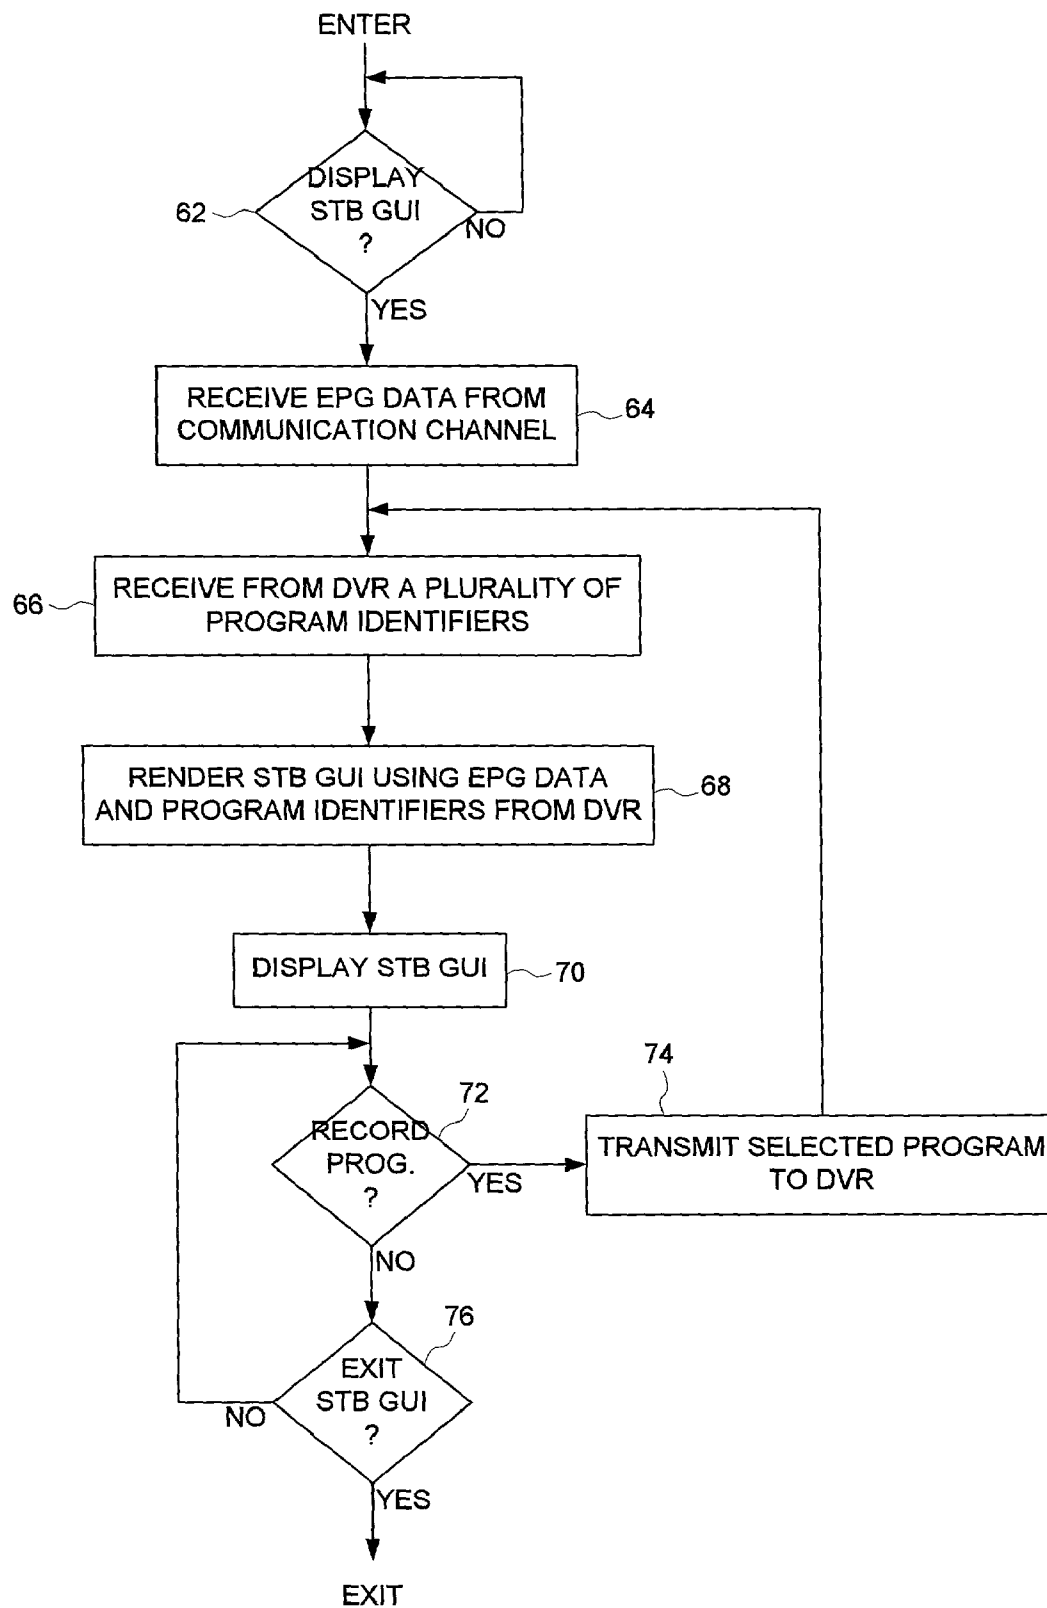 ENTER
DISPLAY
STB GUI
?
62
NO
YES
RECEIVE EPG DATA FROM
COMMUNICATION CHANNEL
64
RECEIVE FROM DVR A PLURALITY OF
PROGRAM IDENTIFIERS
66
RENDER STB GUI USING EPG DATA
AND PROGRAM IDENTIFIERS FROM DVR
68
DISPLAY STB GUI
70
RECORD
PROG.
?
72
YES
74
TRANSMIT SELECTED PROGRAM
TO DVR
NO
76
EXIT
STB GUI
?
NO
YES
EXIT